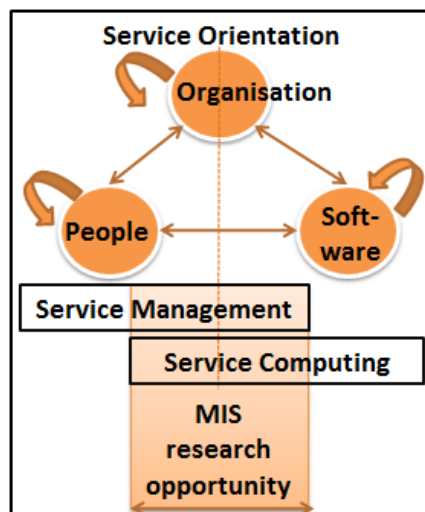 Service Orientation
Organisation
People
Soft-
ware
Service Management
Service Computing
MIS
research
opportunity